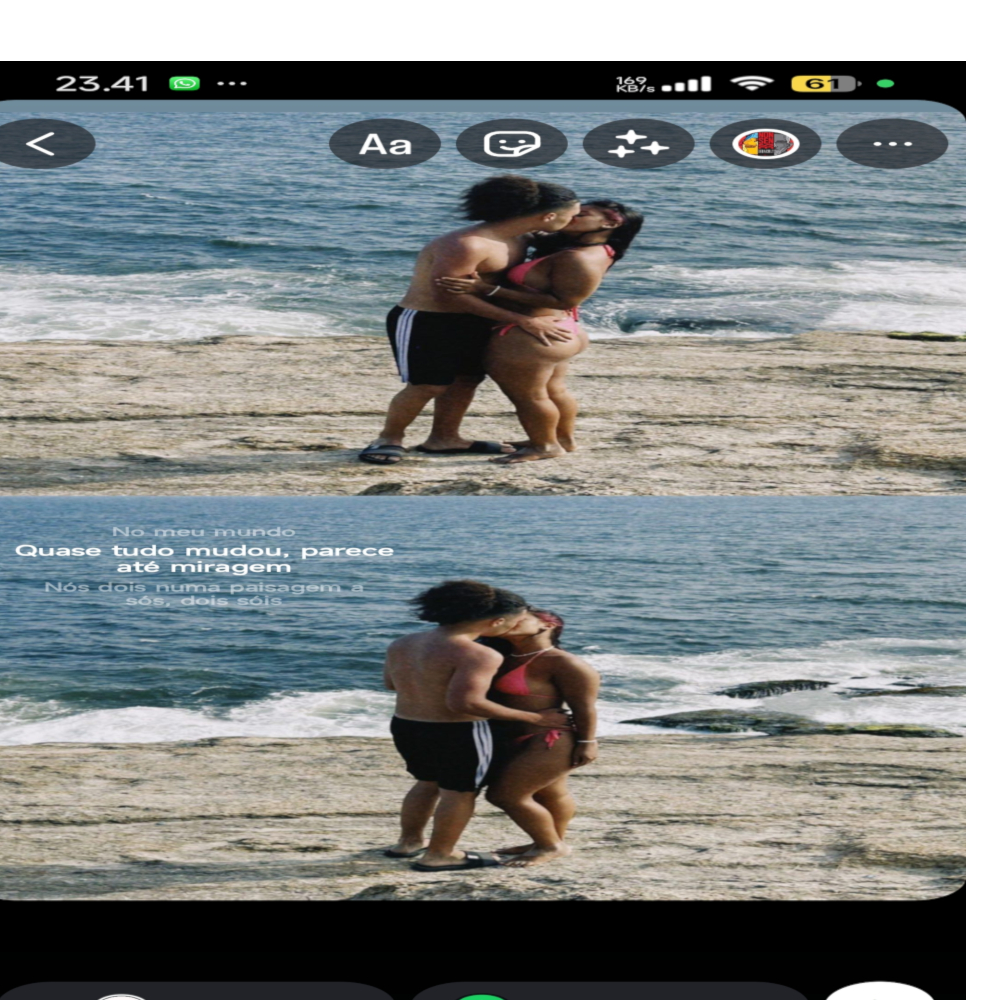 23.41
169
KB/s
61
Aa
No meu mundo
Quase tudo mudou, parece
até miragem
Nós dois numa paisagem a
sós, dois sóis